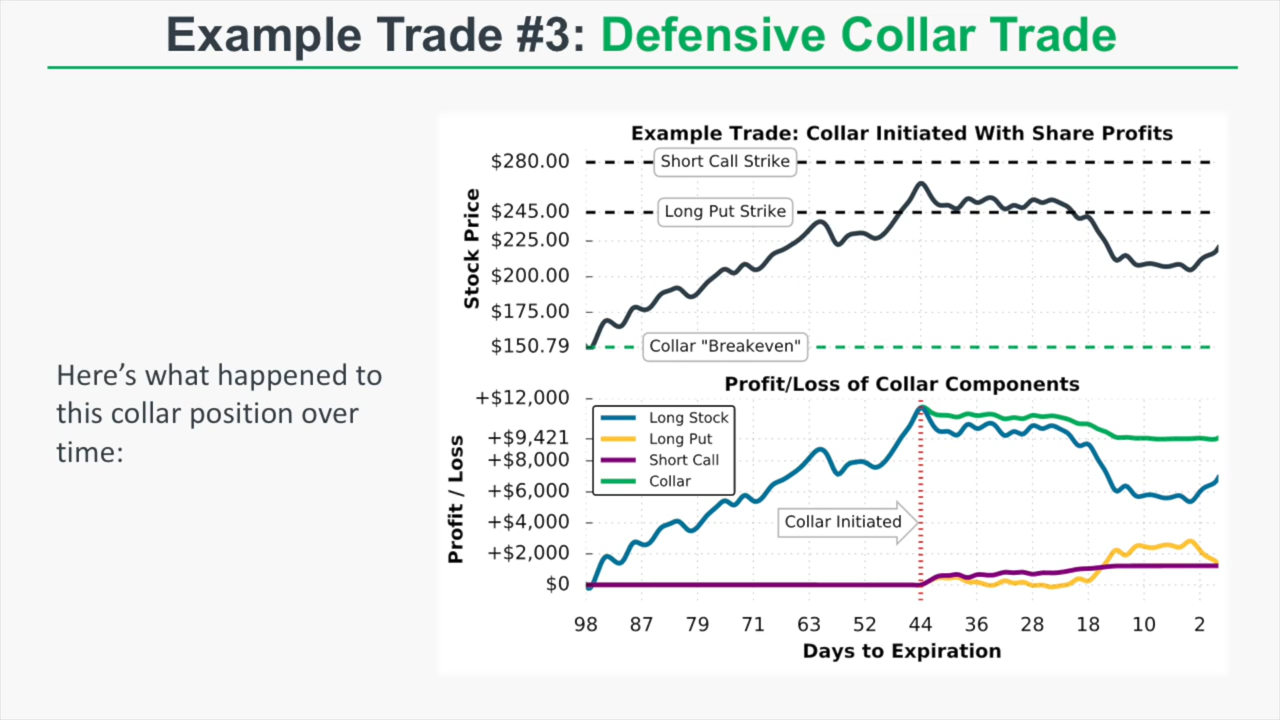 Example Trade #3: Defensive Collar Trade
Here’s what happened to
this collar position over
time:
Example Trade: Collar Initiated With Share Profits
Stock Price
$280.00
$245.00
$225.00
$200.00
$175.00
$150.79
Short Call Strike
Long Put Strike
Collar "Breakeven"
Profit/Loss of Collar Components
Profit / Loss
+$12,000
+$9,421
+$8,000
+$6,000
+$4,000
+$2,000
$0
Long Stock
Long Put
Short Call
Collar
Collar Initiated
98 87 79 71 63 52 44 36 28 18 10 2
Days to Expiration